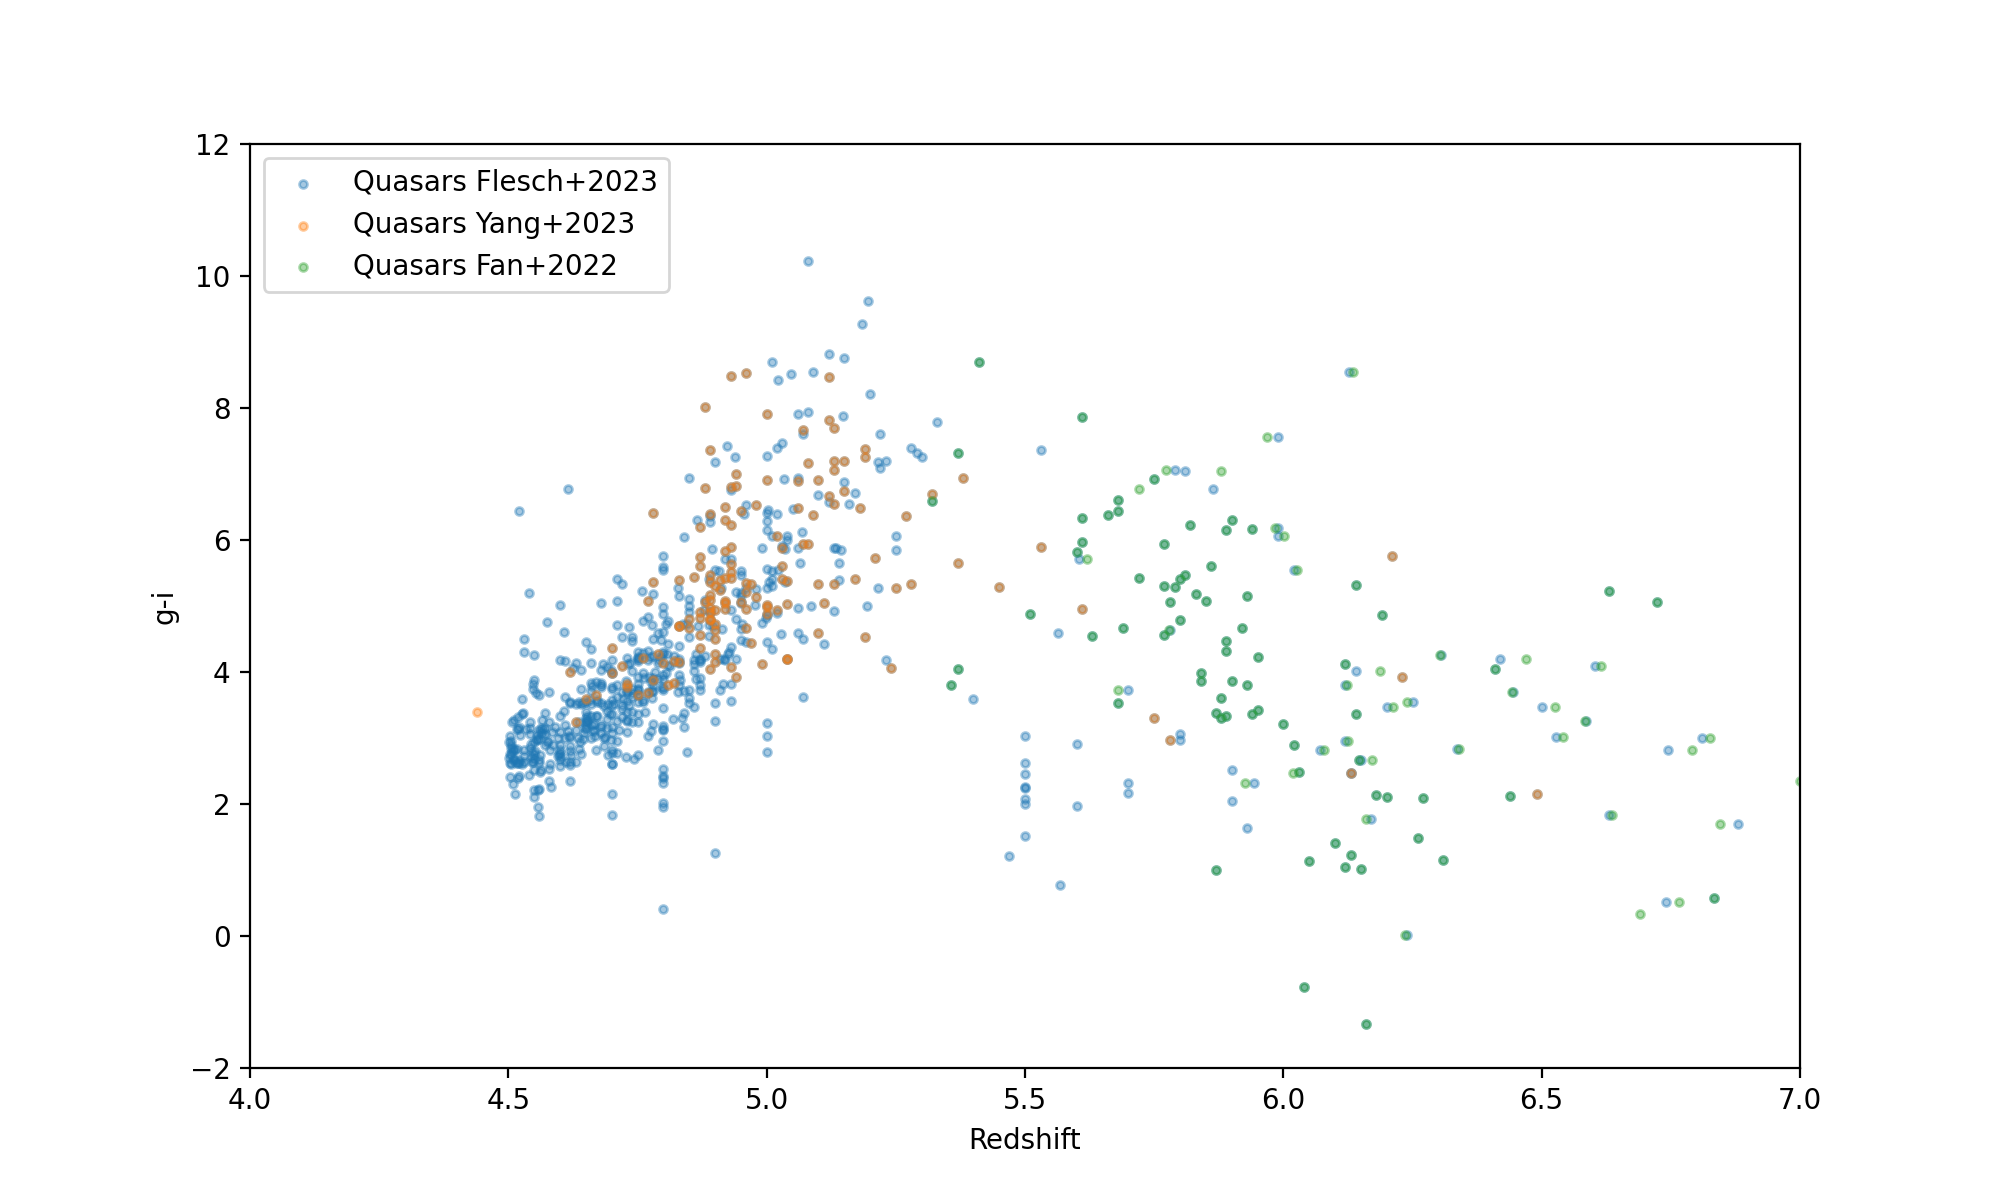 12
10
8
6
4
2
0
−2
g-i
Quasars Flesch+2023
Quasars Yang+2023
Quasars Fan+2022
4.0 4.5 5.0 5.5 6.0 6.5 7.0
Redshift